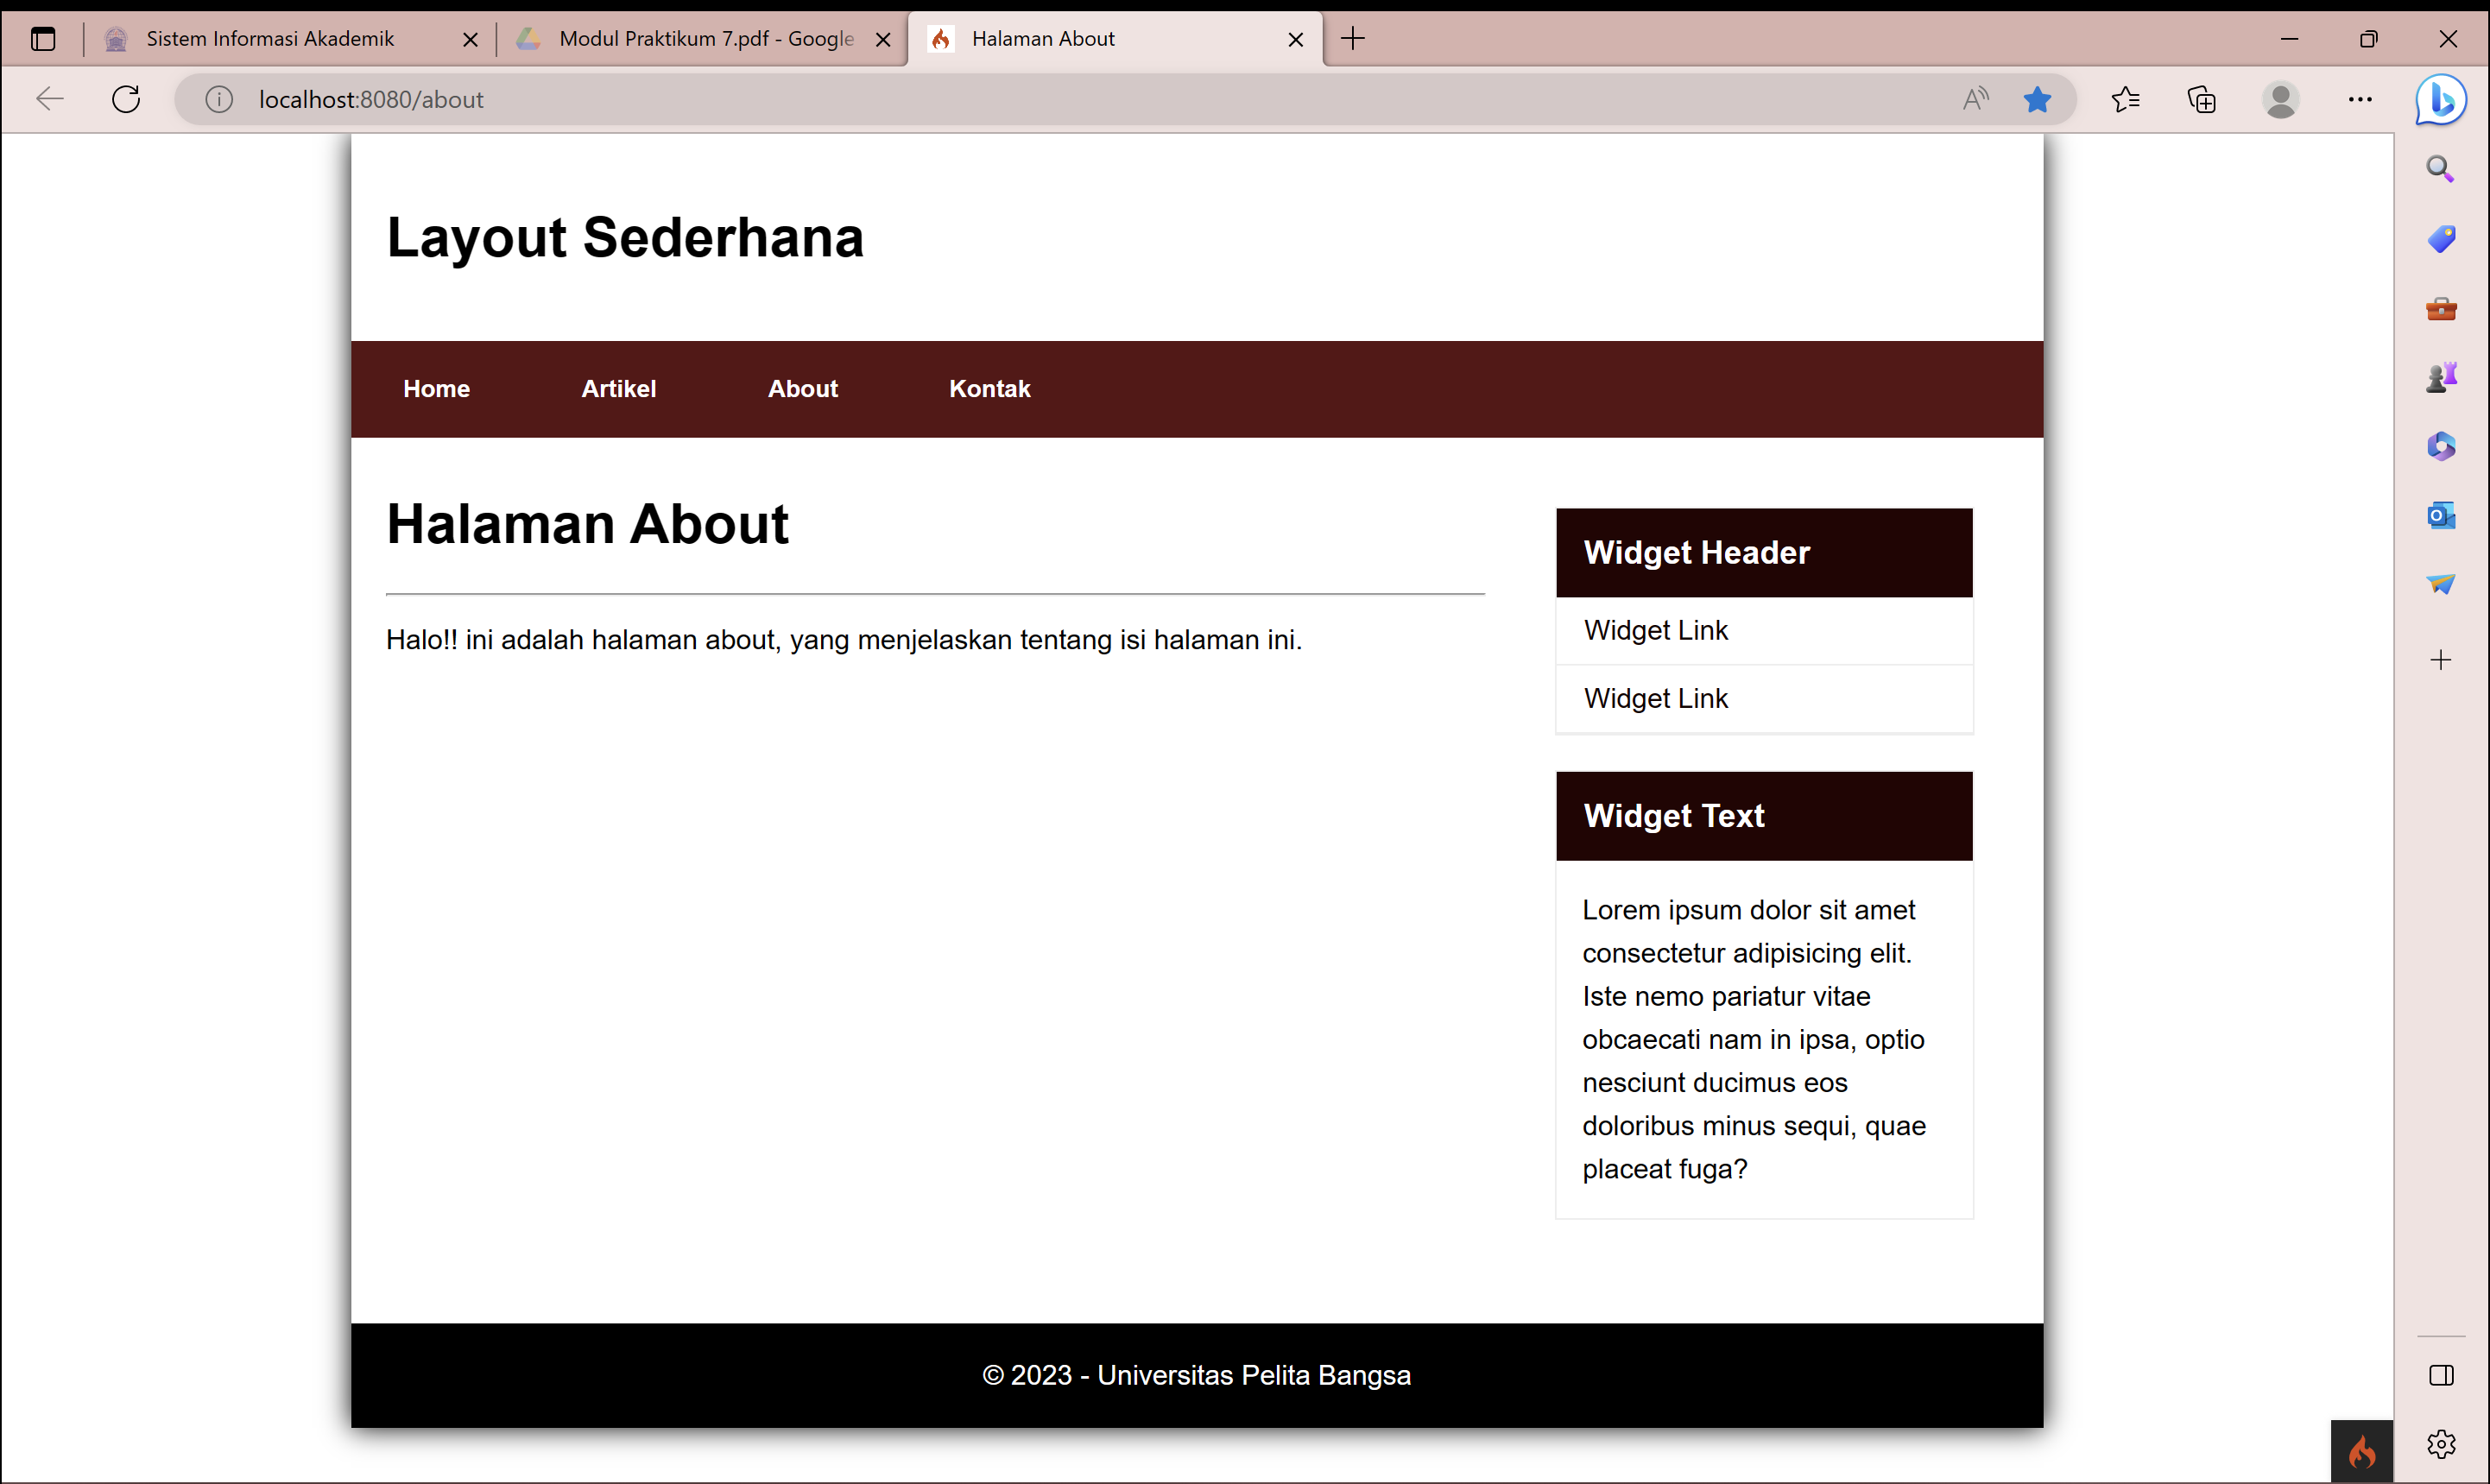 Sistem Informasi Akademik
Modul Praktikum 7.pdf - Google
Halaman About
localhost:8080/about
Layout Sederhana
Home Artikel About Kontak
Halaman About
Halo!! ini adalah halaman about, yang menjelaskan tentang isi halaman ini.
Widget Header
Widget Link
Widget Link
Widget Text
Lorem ipsum dolor sit amet
consectetur adipisicing elit.
Iste nemo pariatur vitae
obcaecati nam in ipsa, optio
nesciunt ducimus eos
doloribus minus sequi, quae
placeat fuga?
© 2023 - Universitas Pelita Bangsa